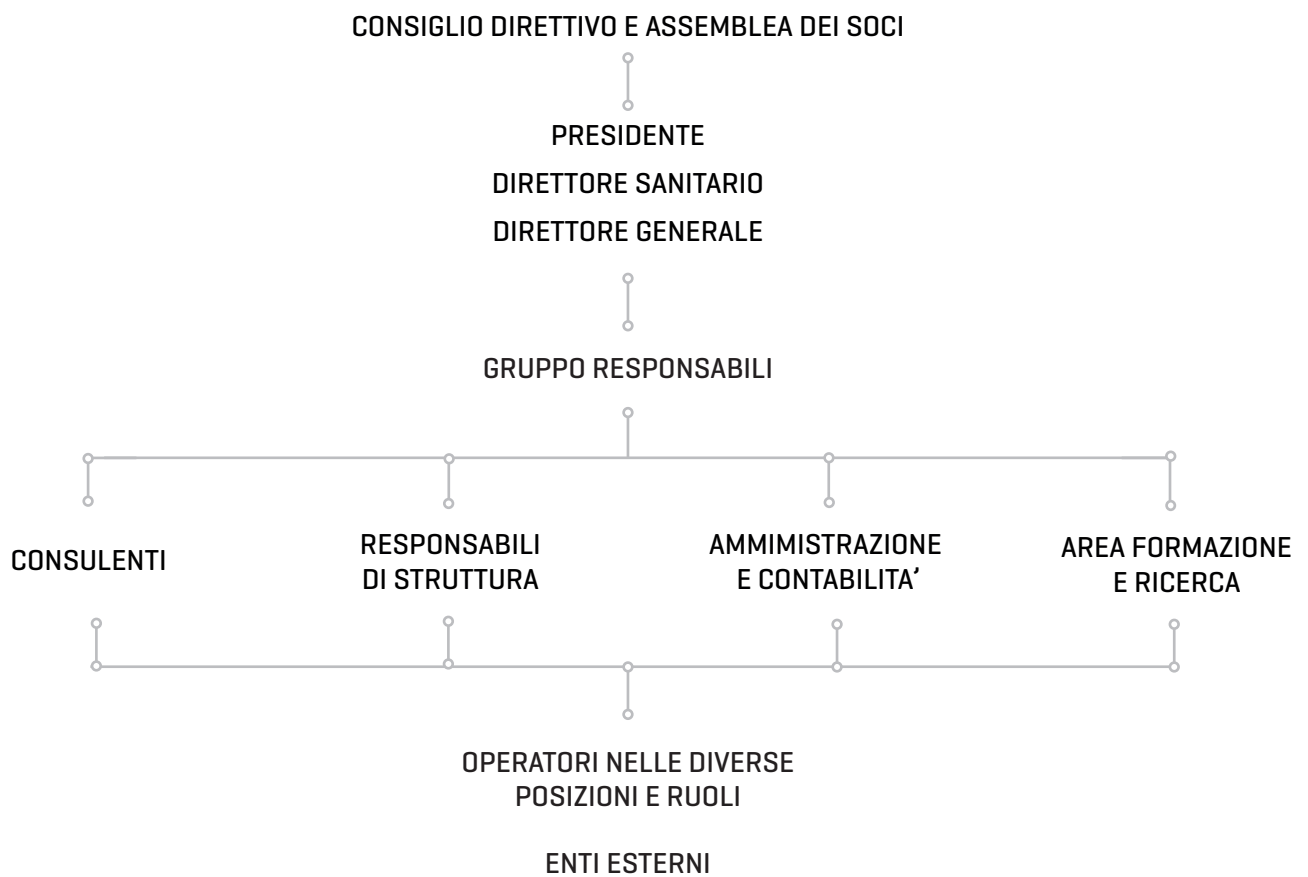 CONSIGLIO DIRETTIVO E ASSEMBLEA DEI SOCI
PRESIDENTE
DIRETTORE SANITARIO
DIRETTORE GENERALE
GRUPPO RESPONSABILI
CONSULENTI
RESPONSABILI
DI STRUTTURA
AMMIMISTRAZIONE
E CONTABILITA’
AREA FORMAZIONE
E RICERCA
OPERATORI NELLE DIVERSE
POSIZIONI E RUOLI
ENTI ESTERNI